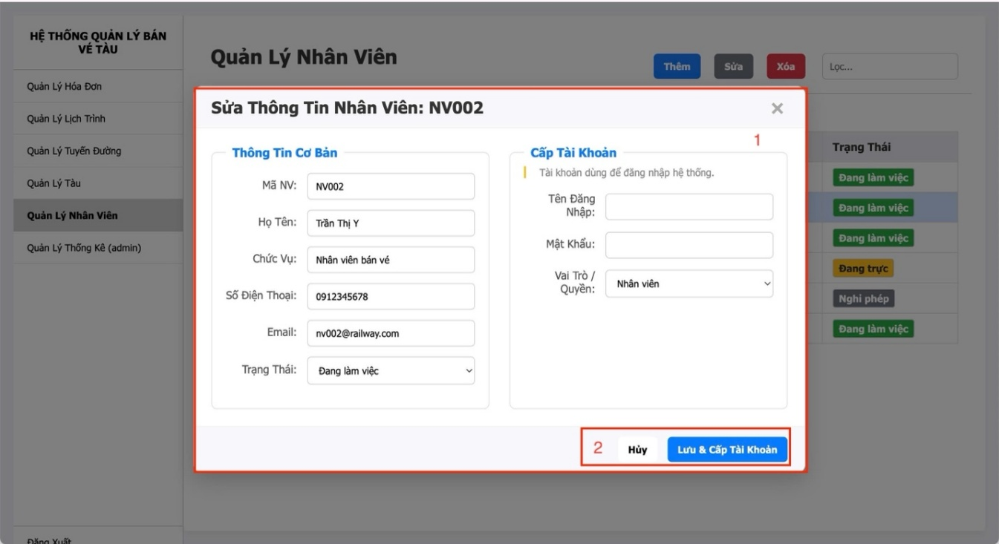 HỆ THỐNG QUẢN LÝ BÁN
VÉ TÀU
Quản Lý Hóa Đơn
Quản Lý Lịch Trình
Quản Lý Tuyến Đường
Quản Lý Tàu
Quản Lý Nhân Viên
Quản Lý Thống Kê (admin)
Đăng Xuất
Quản Lý Nhân Viên
Thêm
Sửa
Xóa
Lọc...
Sửa Thông Tin Nhân Viên: NV002
×
1
Thông Tin Cơ Bản
Mã NV: NV002
Họ Tên: Trần Thị Y
Chức Vụ: Nhân viên bán vé
Số Điện Thoại: 0912345678
Email: nv002@railway.com
Trạng Thái: Đang làm việc
Cấp Tài Khoản
Tài khoản dùng để đăng nhập hệ thống.
Tên Đăng
Nhập:
Mật Khẩu:
Vai Trò /
Quyền:
Nhân viên
2
Hủy
Lưu & Cấp Tài Khoản
Trạng Thái
Đang làm việc
Đang làm việc
Đang làm việc
Đang trực
Nghỉ phép
Đang làm việc